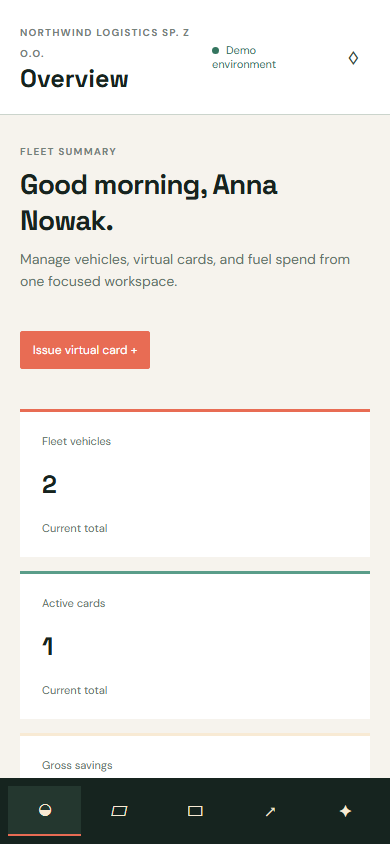 NORTHWIND LOGISTICS SP. Z
O.O.
Overview
Demo
environment
FLEET SUMMARY
Good morning, Anna
Nowak.
Manage vehicles, virtual cards, and fuel spend from
one focused workspace.
Issue virtual card +
Fleet vehicles
2
Current total
Active cards
1
Current total
Gross savings